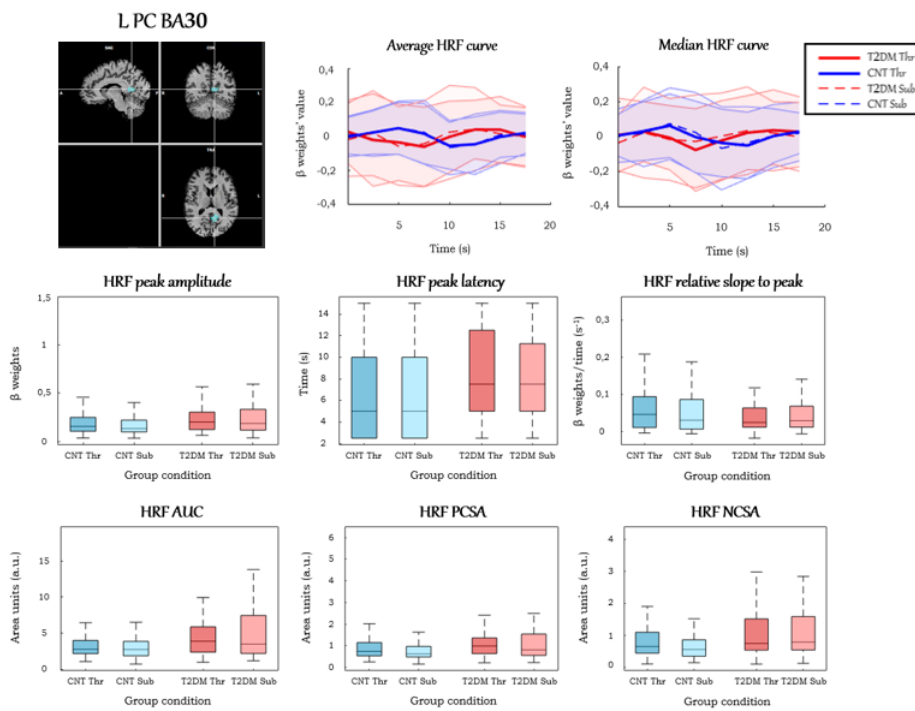 L PC BA30
SAG
COR
A
P
R
L
TRA
R
L
Average HRF curve
β weights' value
0,4
0,2
0
-0,2
-0,4
5
10
15
20
Time (s)
Median HRF curve
β weights' value
0,4
0,2
0
-0,2
-0,4
5
10
15
20
Time (s)
T2DM Thr
CNT Thr
T2DM Sub
CNT Sub
HRF peak amplitude
β weights
1,5
1
0,5
0
CNT Thr
CNT Sub
T2DM Thr
T2DM Sub
Group condition
HRF peak latency
Time (s)
14
12
10
8
6
4
2
CNT Thr
CNT Sub
T2DM Thr
T2DM Sub
Group condition
HRF relative slope to peak
β weights/time (s⁻¹)
0,3
0,2
0,1
0
CNT Thr
CNT Sub
T2DM Thr
T2DM Sub
Group condition
HRF AUC
Area units (a.u.)
15
10
5
0
CNT Thr
CNT Sub
T2DM Thr
T2DM Sub
Group condition
HRF PCSA
Area units (a.u.)
6
5
4
3
2
1
0
CNT Thr
CNT Sub
T2DM Thr
T2DM Sub
Group condition
HRF NCSA
Area units (a.u.)
4
3
2
1
0
CNT Thr
CNT Sub
T2DM Thr
T2DM Sub
Group condition